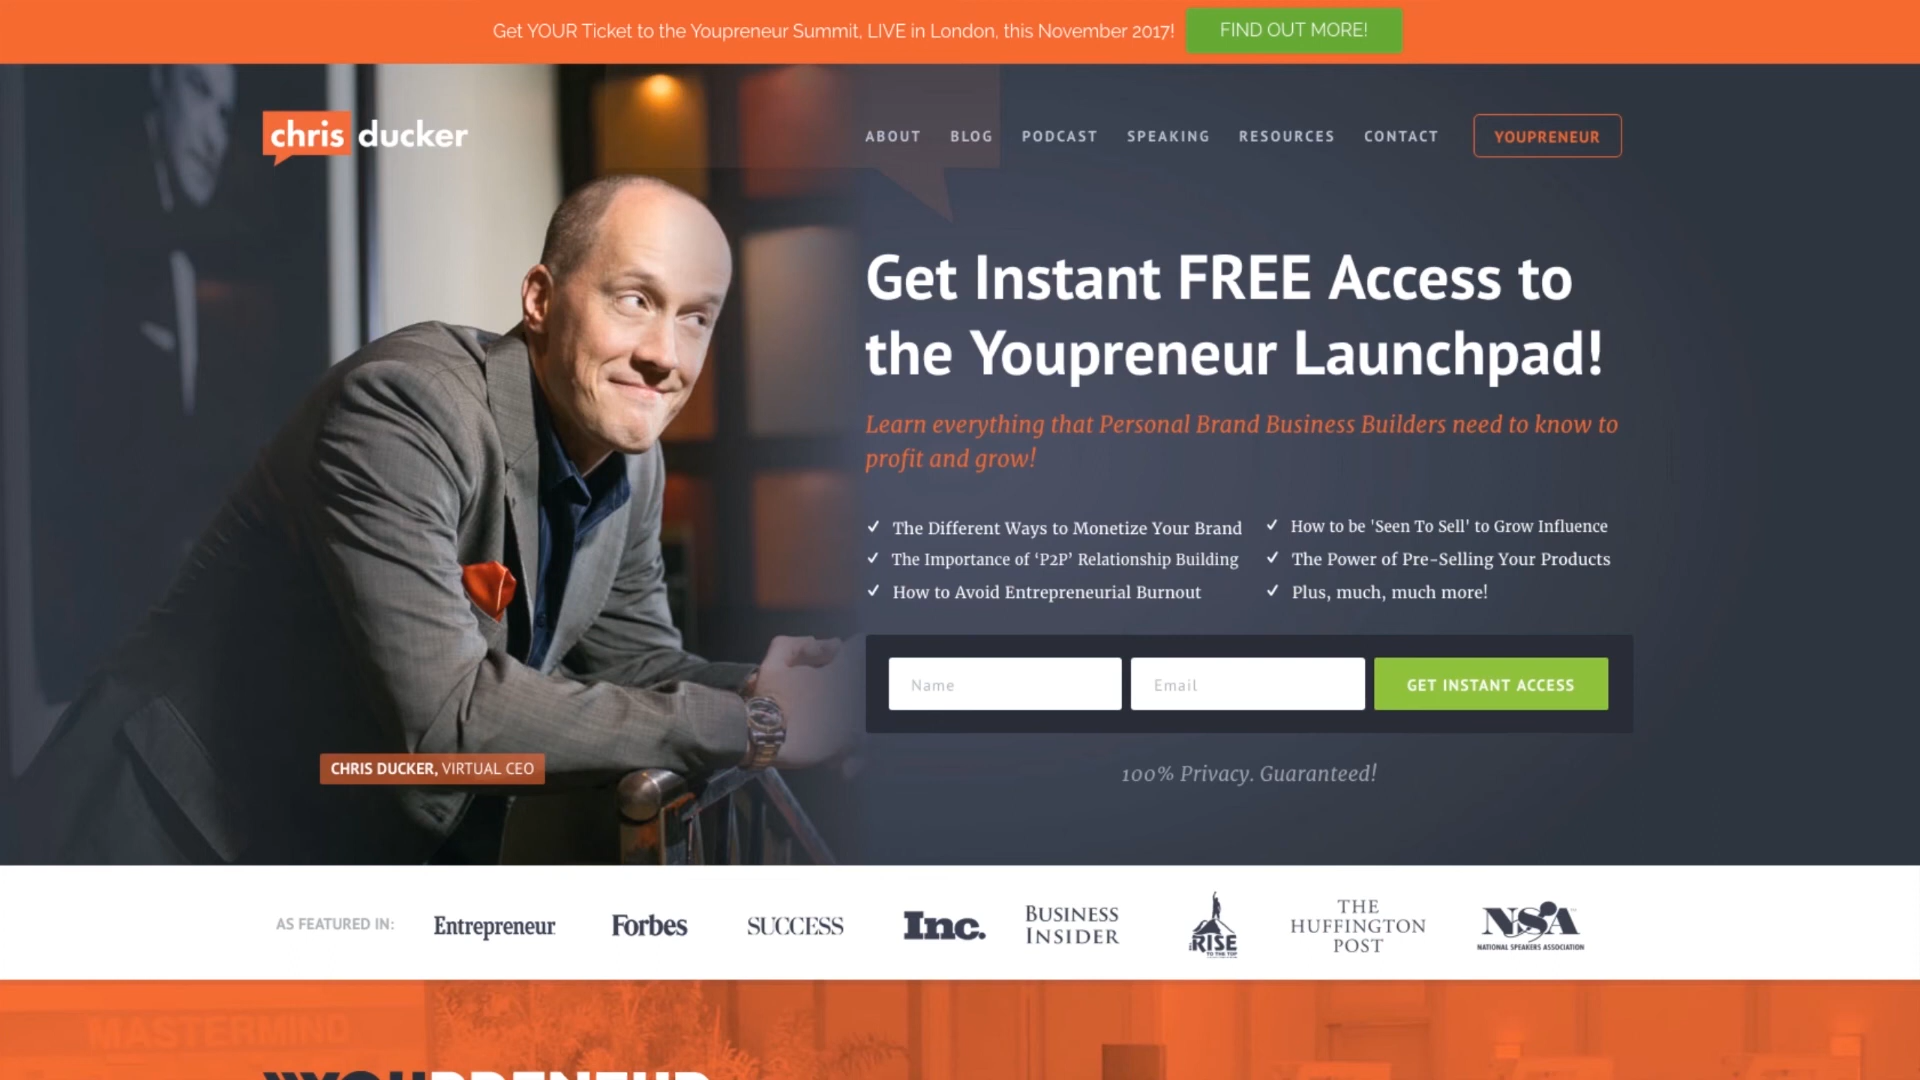 Get YOUR Ticket to the Youpreneur Summit, LIVE in London, this November 2017!
FIND OUT MORE!
chris ducker
ABOUT
BLOG
PODCAST
SPEAKING
RESOURCES
CONTACT
YOUPRENEUR
Get Instant FREE Access to
the Youpreneur Launchpad!
Learn everything that Personal Brand Business Builders need to know to
profit and grow!
The Different Ways to Monetize Your Brand
The Importance of ‘P2P’ Relationship Building
How to Avoid Entrepreneurial Burnout
How to be 'Seen To Sell' to Grow Influence
The Power of Pre-Selling Your Products
Plus, much, much more!
Name
Email
GET INSTANT ACCESS
100% Privacy. Guaranteed!
CHRIS DUCKER, VIRTUAL CEO
AS FEATURED IN:
Entrepreneur
Forbes
SUCCESS
Inc.
BUSINESS
INSIDER
RISE
TO THE TOP
THE
HUFFINGTON
POST
NSA
NATIONAL SPEAKERS ASSOCIATION
MASTERMIND
YOUPRENEUR